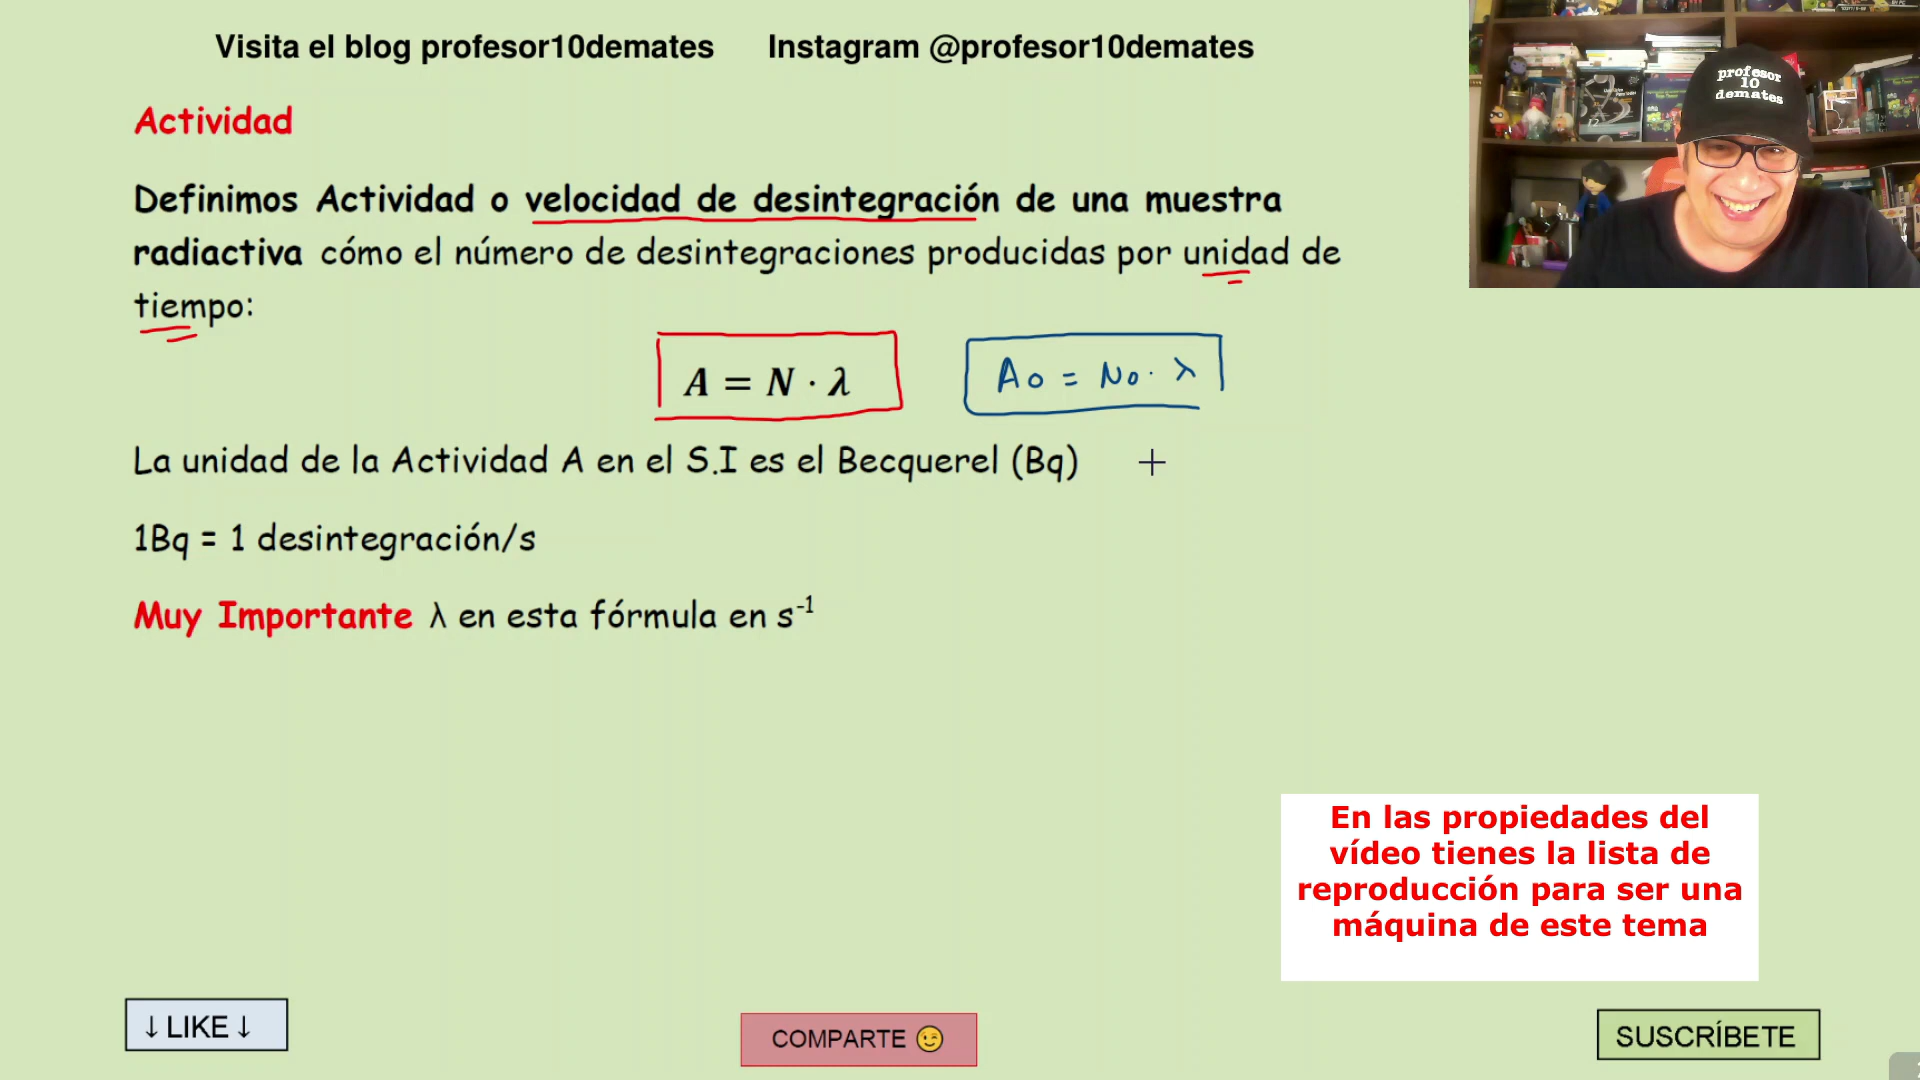 Visita el blog profesor10demates Instagram @profesor10demates
profesor
10
demates
Actividad
Definimos Actividad o velocidad de desintegración de una muestra
radiactiva cómo el número de desintegraciones producidas por unidad de
tiempo:
A = N · λ A0 = N0 · λ
La unidad de la Actividad A en el S.I es el Becquerel (Bq)
1Bq = 1 desintegración/s
Muy Importante λ en esta fórmula en s⁻¹
En las propiedades del
vídeo tienes la lista de
reproducción para ser una
máquina de este tema
↓ LIKE ↓
COMPARTE 😉
SUSCRÍBETE